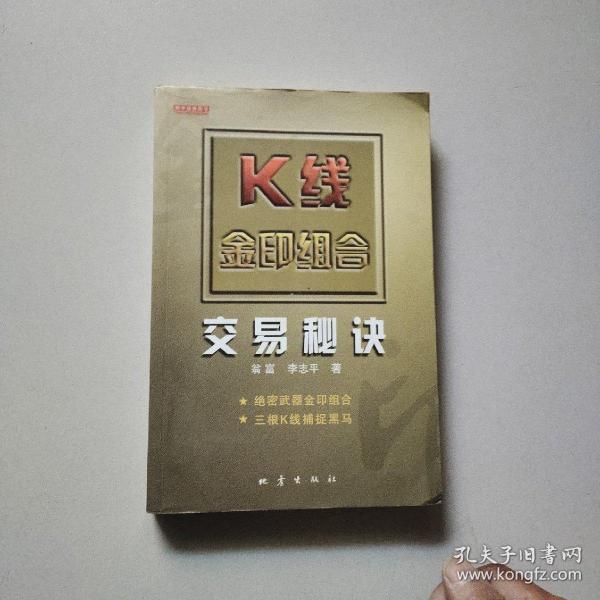 K线
金印组合
交易秘诀
翁富 李志平 著
★ 绝密武器金印组合
★ 三根K线捕捉黑马
地震出版社
孔夫子旧书网
www.kongfz.com